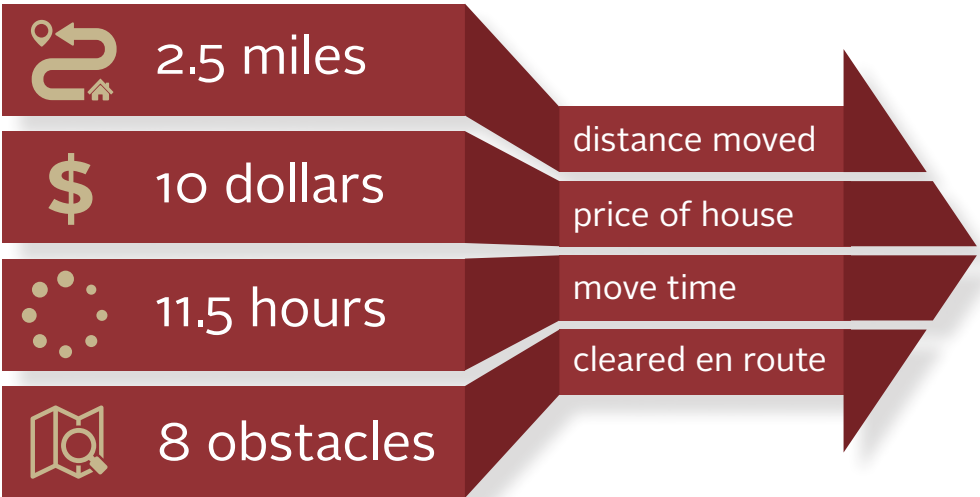 2.5 miles
distance moved
$
10 dollars
price of house
11.5 hours
move time
8 obstacles
cleared en route